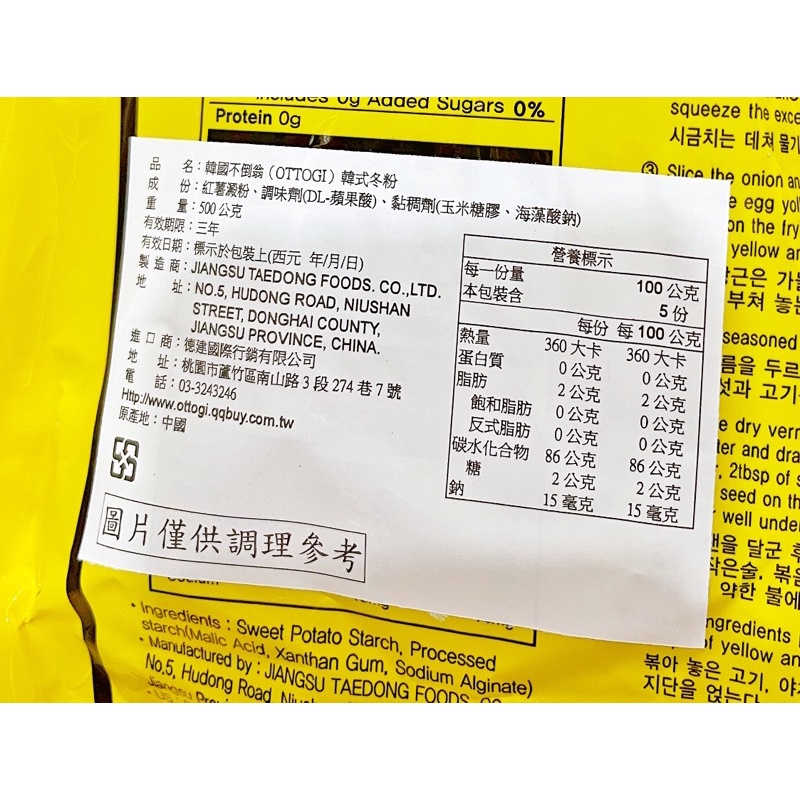 Includes 0g Added Sugars 0%
Protein 0g
品 名：韓國不倒翁（OTTOGI）韓式冬粉
成 份：紅薯澱粉、調味劑(DL-蘋果酸)、黏稠劑(玉米糖膠、海藻酸鈉)
重 量：500公克
有效期限：三年
有效日期：標示於包裝上(西元 年/月/日)
製 造 商：JIANGSU TAEDONG FOODS. CO.,LTD.
地 址：NO.5, HUDONG ROAD, NIUSHAN
STREET, DONGHAI COUNTY,
JIANGSU PROVINCE, CHINA.
進 口 商：德建國際行銷有限公司
地 址：桃園市蘆竹區南山路3段274巷7號
電 話：03-3243246
Http://www.ottogi.qqbuy.com.tw
原產地：中國
圖片僅供調理參考
營養標示
每一份量 100公克
本包裝含 5份
每份 每100公克
熱量 360大卡 360大卡
蛋白質 0公克 0公克
脂肪 2公克 2公克
飽和脂肪 0公克 0公克
反式脂肪 0公克 0公克
碳水化合物 86公克 86公克
糖 2公克 2公克
鈉 15毫克 15毫克
• Ingredients : Sweet Potato Starch, Processed
starch(Malic Acid, Xanthan Gum, Sodium Alginate)
• Manufactured by : JIANGSU TAEDONG FOODS
No.5, Hudong Road
squeeze the
시금치는 데쳐
③ Slice the onion
egg
on the fry
yellow
부쳐
seasoned
두르
고기
dry
and
2tbsp of
seed on
well
달군
작은술,
약한 불에
Ingredients
of yellow
볶아 놓은 고기,
지단을 얹는다